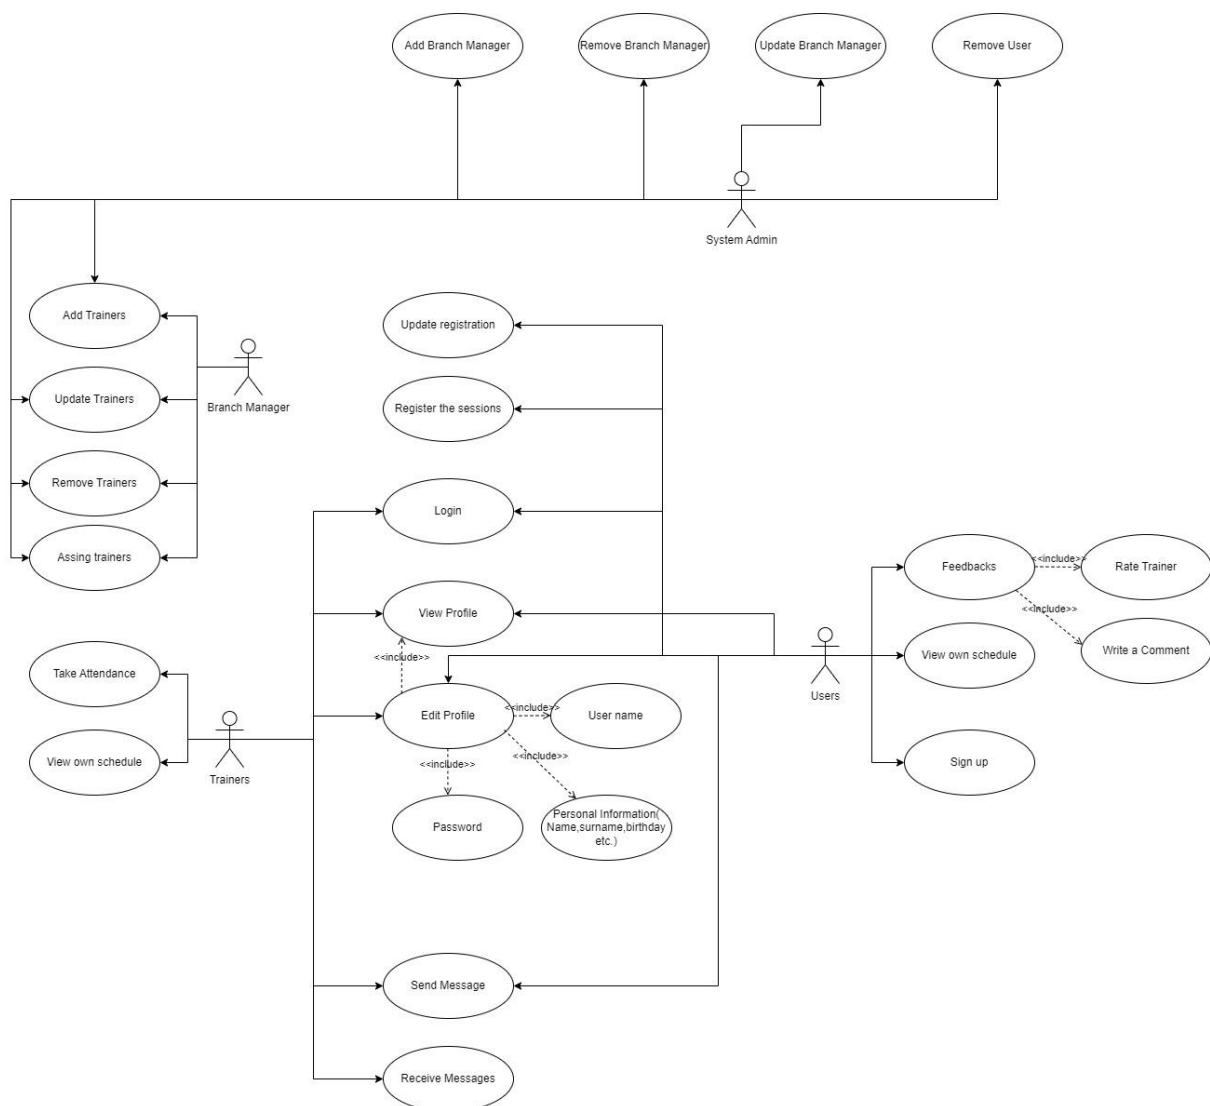 Add Branch Manager
Remove Branch Manager
Update Branch Manager
Remove User
System Admin
Add Trainers
Update registration
Update Trainers
Branch Manager
Register the sessions
Remove Trainers
Login
Assing trainers
Feedbacks
<<include>>
Rate Trainer
<<include>>
View Profile
Write a Comment
<<include>>
View own schedule
Users
Take Attendance
Edit Profile
<<include>>
User name
View own schedule
Trainers
<<include>>
<<include>>
Sign up
Password
Personal Information(
Name,surname,birthday
etc.)
Send Message
Receive Messages